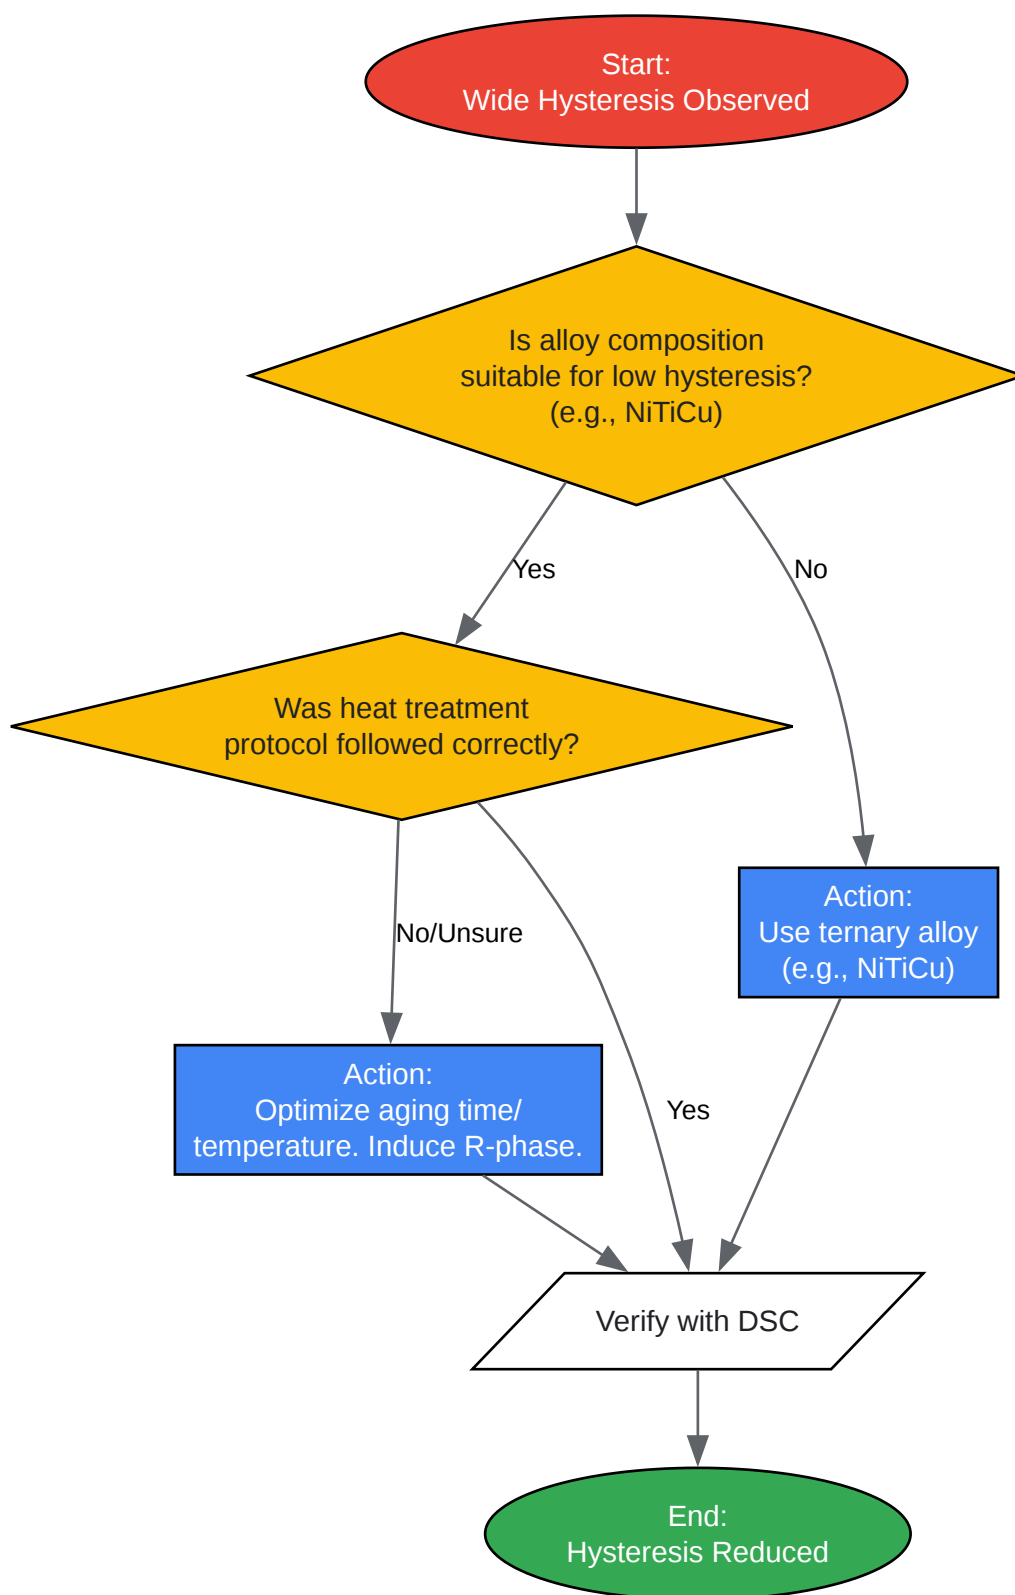 Start:
Wide Hysteresis Observed
Is alloy composition
suitable for low hysteresis?
(e.g., NiTiCu)
Yes
No
Was heat treatment
protocol followed correctly?
Action:
Use ternary alloy
(e.g., NiTiCu)
No/Unsure
Action:
Optimize aging time/
temperature. Induce R-phase.
Yes
Verify with DSC
End:
Hysteresis Reduced